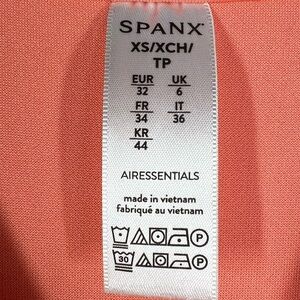 SPANX
XS/XCH/
TP
EUR UK
32 6
FR IT
34 36
KR
44
AIRESSENTIALS
made in vietnam
fabriqué au vietnam
P
30 P